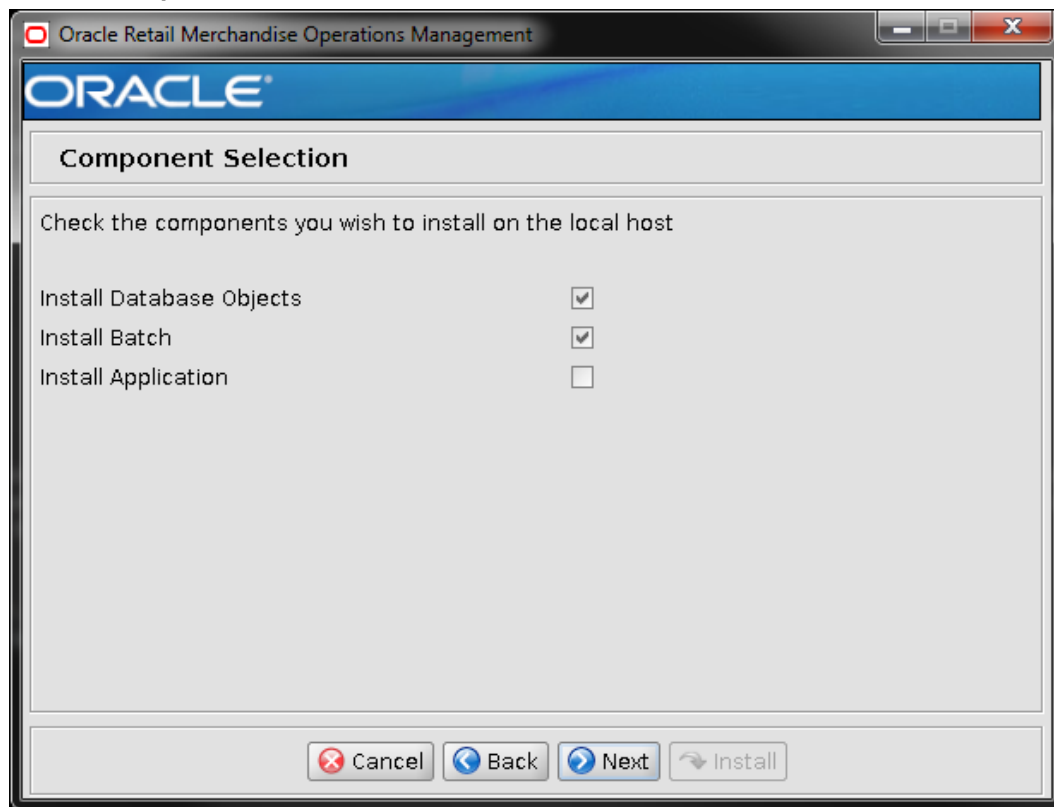 Oracle Retail Merchandise Operations Management
ORACLE®
Component Selection
Check the components you wish to install on the local host
Install Database Objects
Install Batch
Install Application
Cancel Back Next Install